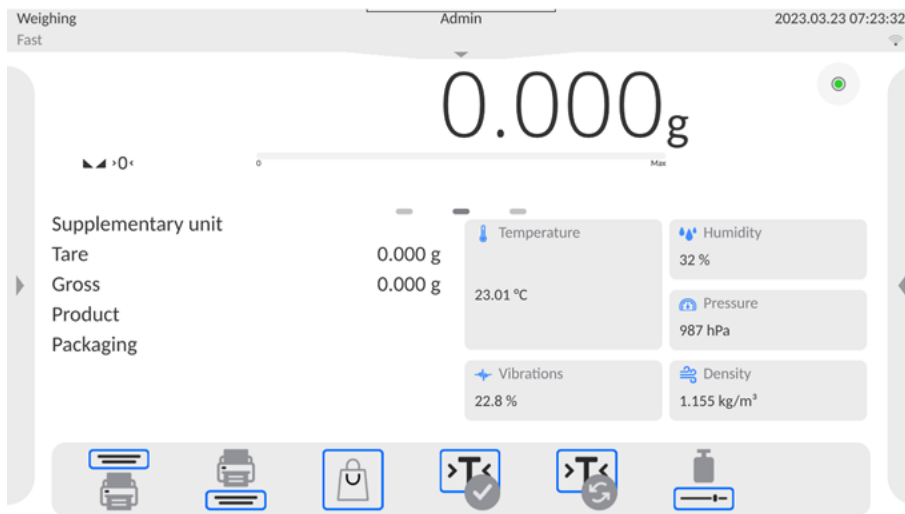 Weighing
Admin
2023.03.23 07:23:32
Fast
0.000 g
›0‹
0
Max
Supplementary unit
Tare 0.000 g
Gross 0.000 g
Product
Packaging
Temperature
23.01 °C
Humidity
32 %
Pressure
987 hPa
Vibrations
22.8 %
Density
1.155 kg/m³
>T<
>T<